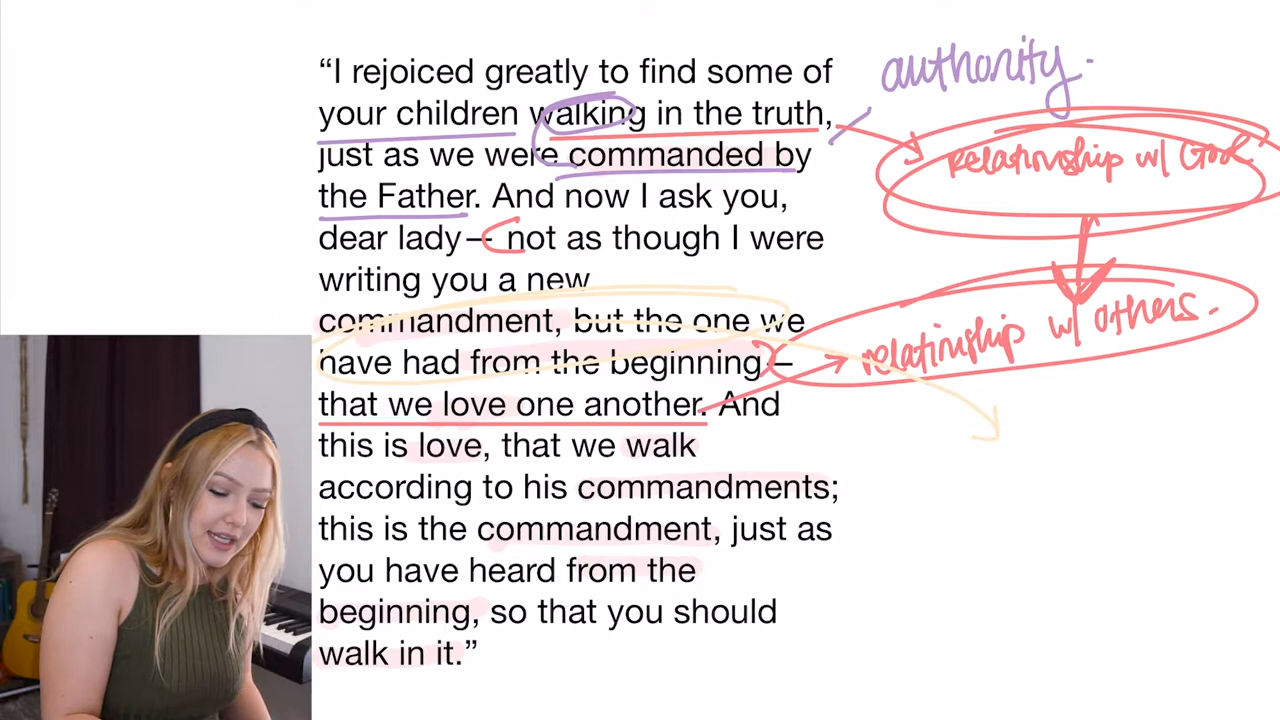 “I rejoiced greatly to find some of
your children walking in the truth,
just as we were commanded by
the Father. And now I ask you,
dear lady— not as though I were
writing you a new
commandment, but the one we
have had from the beginning—
that we love one another. And
this is love, that we walk
according to his commandments;
this is the commandment, just as
you have heard from the
beginning, so that you should
walk in it.”
authority.
relationship w/ God
relatinship w/ others.